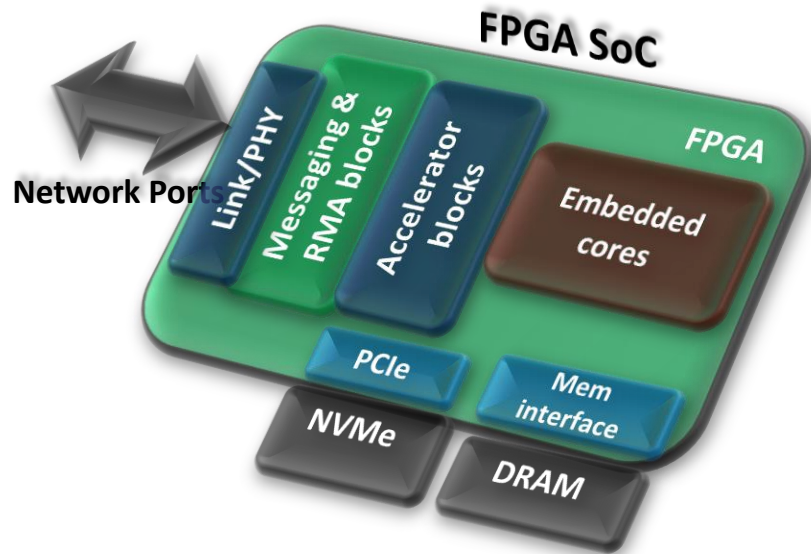 FPGA SoC
FPGA
Network Ports
Link/PHY
Messaging &
RMA blocks
Accelerator
blocks
Embedded
cores
PCIe
Mem
interface
NVMe
DRAM